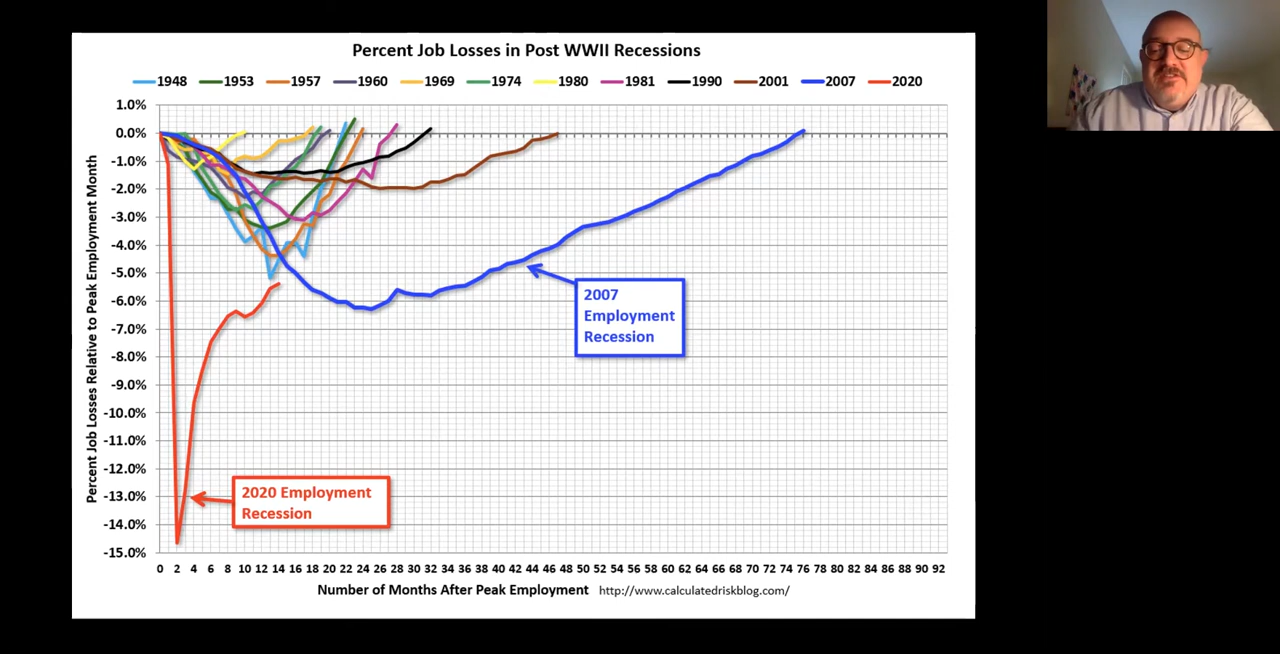 Percent Job Losses in Post WWII Recessions
1948 1953 1957 1960 1969 1974 1980 1981 1990 2001 2007 2020
Percent Job Losses Relative to Peak Employment Month
1.0%
0.0%
-1.0%
-2.0%
-3.0%
-4.0%
-5.0%
-6.0%
-7.0%
-8.0%
-9.0%
-10.0%
-11.0%
-12.0%
-13.0%
-14.0%
-15.0%
2007
Employment
Recession
2020 Employment
Recession
0 2 4 6 8 10 12 14 16 18 20 22 24 26 28 30 32 34 36 38 40 42 44 46 48 50 52 54 56 58 60 62 64 66 68 70 72 74 76 78 80 82 84 86 88 90 92
Number of Months After Peak Employment http://www.calculatedriskblog.com/